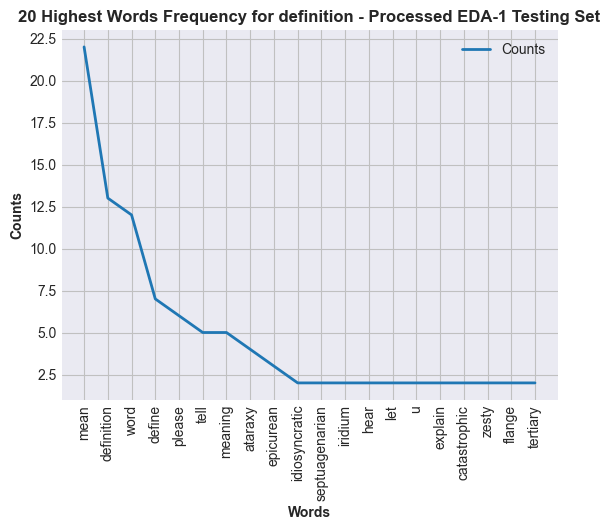 20 Highest Words Frequency for definition - Processed EDA-1 Testing Set
22.5
20.0
17.5
15.0
12.5
10.0
7.5
5.0
2.5
Counts
Counts
mean
definition
word
define
please
tell
meaning
ataraxy
epicurean
idiosyncratic
septuagenarian
iridium
hear
let
u
explain
catastrophic
zesty
flange
tertiary
Words